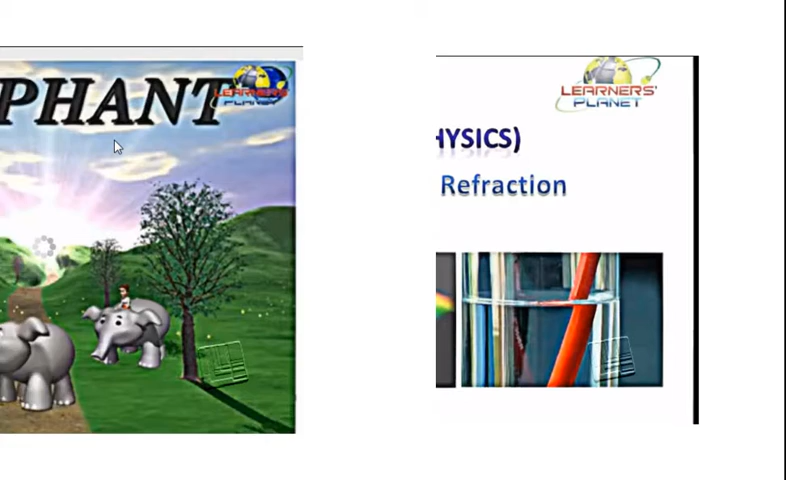 PHANT
LEARNERS'
PLANET
LEARNERS'
PLANET
HYSICS)
Refraction